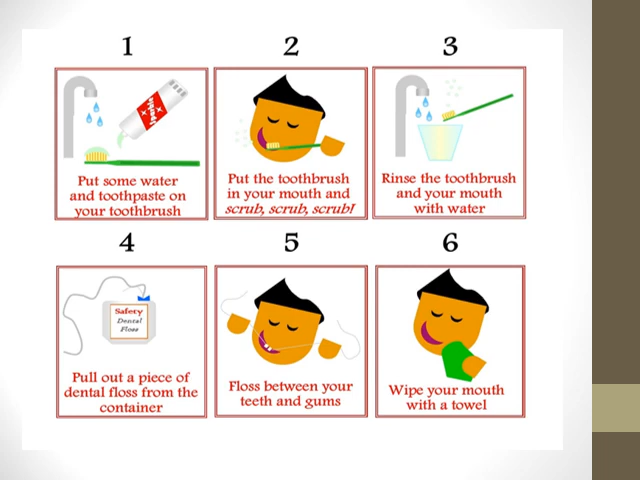 1
2
3
Put some water
and toothpaste on
your toothbrush
Put the toothbrush
in your mouth and
scrub, scrub, scrub!
Rinse the toothbrush
and your mouth
with water
4
5
6
Safety
Dental
Floss
Pull out a piece of
dental floss from the
container
Floss between your
teeth and gums
Wipe your mouth
with a towel